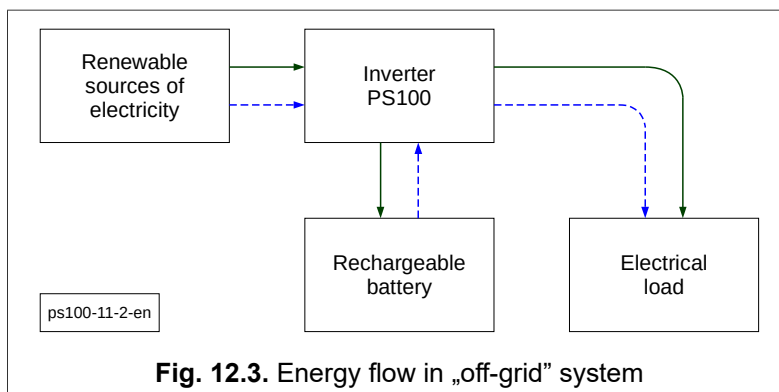 Renewable
sources of
electricity
Inverter
PS100
Rechargeable
battery
Electrical
load
ps100-11-2-en
Fig. 12.3. Energy flow in „off-grid” system